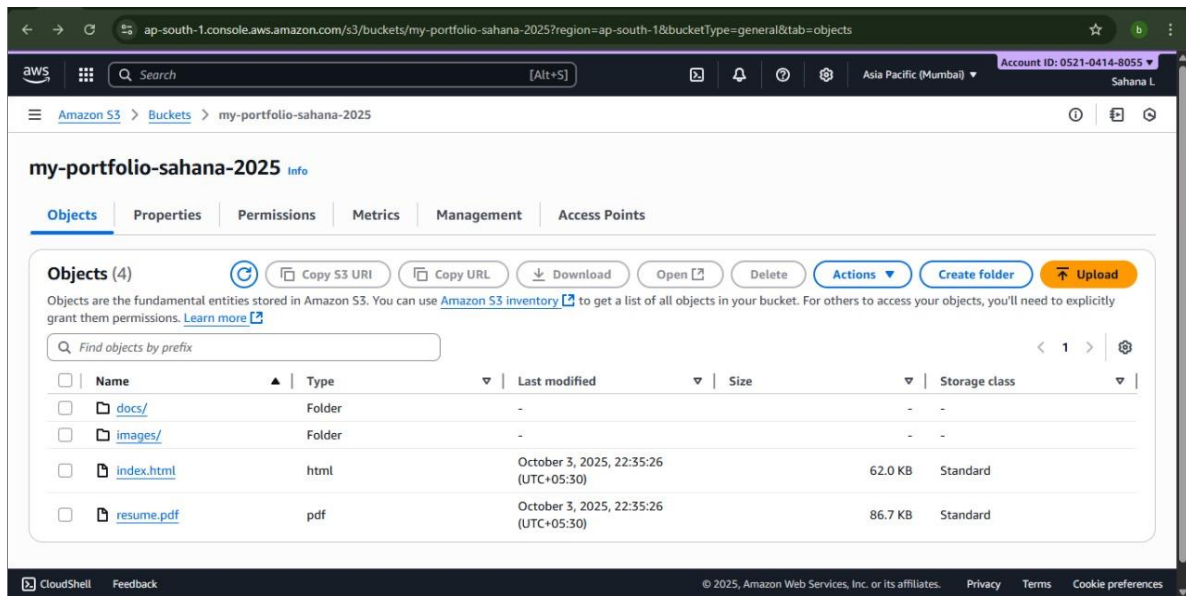 ap-south-1.console.aws.amazon.com/s3/buckets/my-portfolio-sahana-2025?region=ap-south-1&bucketType=general&tab=objects
b
aws
Search [Alt+S]
Asia Pacific (Mumbai) ▼
Account ID: 0521-0414-8055 ▼
Sahana L
Amazon S3 > Buckets > my-portfolio-sahana-2025
my-portfolio-sahana-2025 Info
Objects Properties Permissions Metrics Management Access Points
Objects (4) Copy S3 URI Copy URL Download Open Delete Actions ▼ Create folder Upload
Objects are the fundamental entities stored in Amazon S3. You can use Amazon S3 inventory to get a list of all objects in your bucket. For others to access your objects, you'll need to explicitly
grant them permissions. Learn more
Find objects by prefix
< 1 >
Name Type Last modified Size Storage class
docs/ Folder - - -
images/ Folder - - -
index.html html October 3, 2025, 22:35:26 (UTC+05:30) 62.0 KB Standard
resume.pdf pdf October 3, 2025, 22:35:26 (UTC+05:30) 86.7 KB Standard
CloudShell Feedback © 2025, Amazon Web Services, Inc. or its affiliates. Privacy Terms Cookie preferences